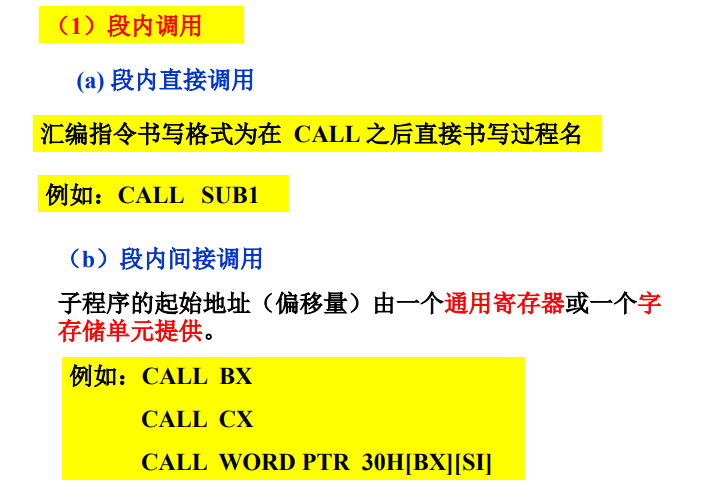 （1）段内调用
(a) 段内直接调用
汇编指令书写格式为在 CALL 之后直接书写过程名
例如：CALL SUB1
（b）段内间接调用
子程序的起始地址（偏移量）由一个通用寄存器或一个字
存储单元提供。
例如：CALL BX
CALL CX
CALL WORD PTR 30H[BX][SI]